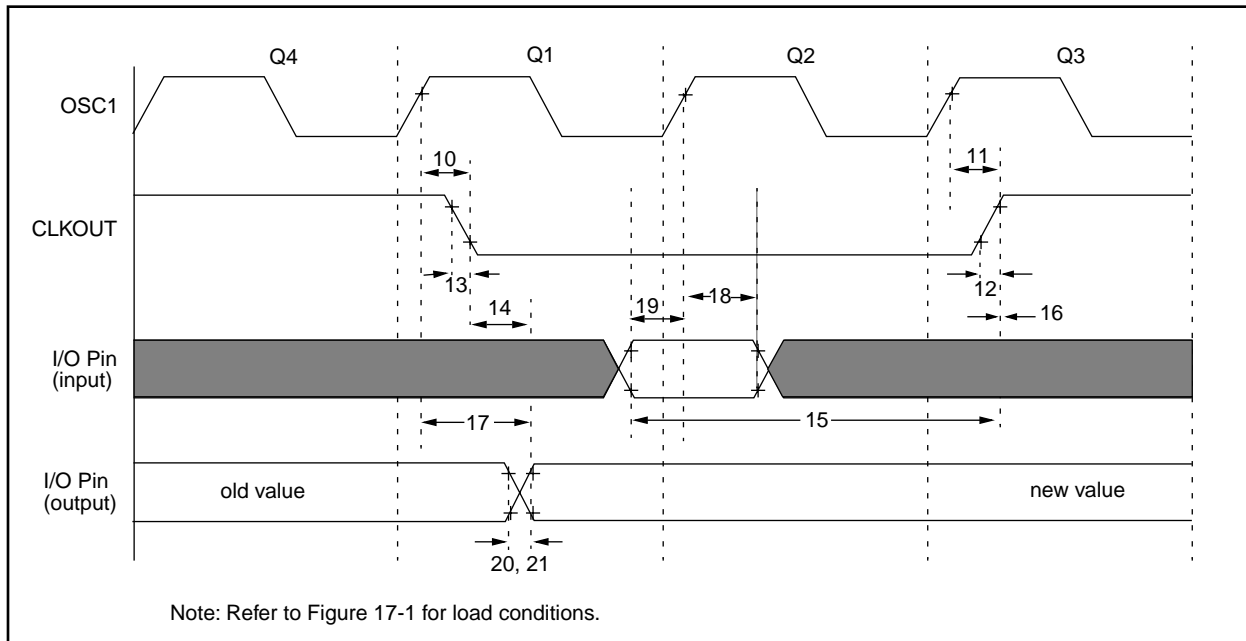 Q4 Q1 Q2 Q3
OSC1
10 11
CLKOUT
13 12
14 19 18 16
I/O Pin
(input)
17 15
I/O Pin
(output)
old value new value
20, 21
Note: Refer to Figure 17-1 for load conditions.